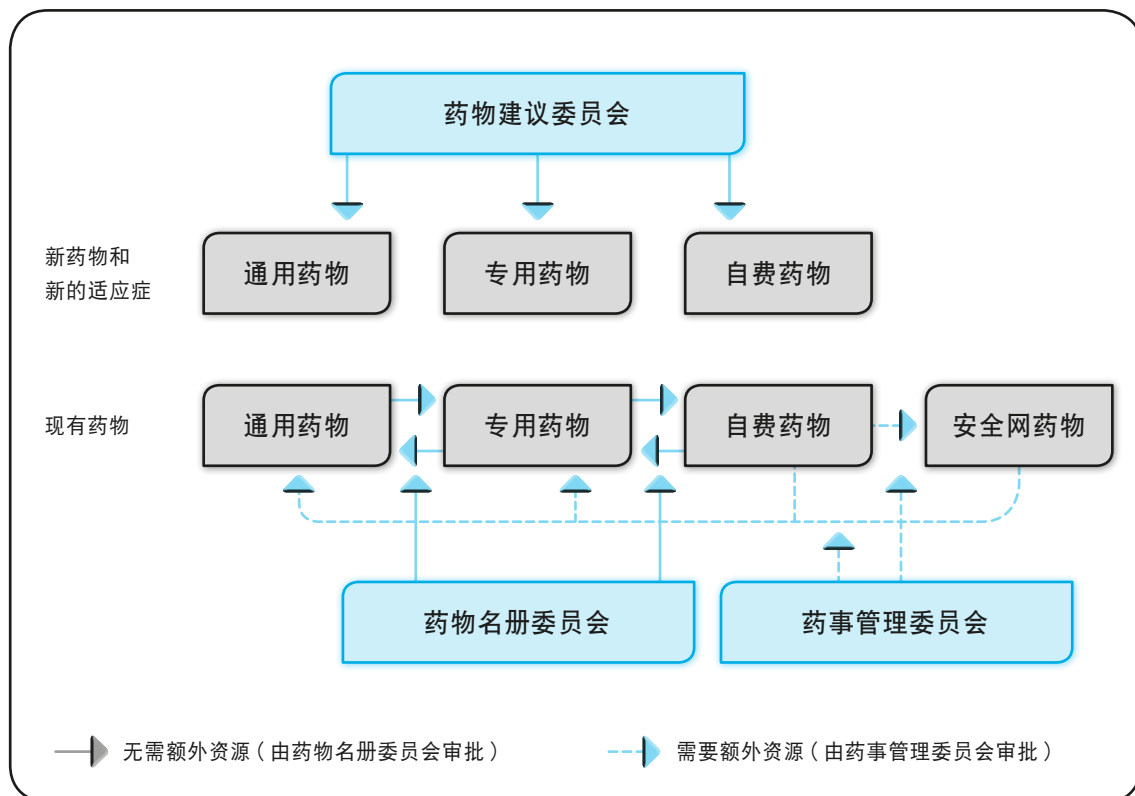 药物建议委员会
新药物和
新的适应症
通用药物
专用药物
自费药物
现有药物
通用药物
专用药物
自费药物
安全网药物
药物名册委员会
药事管理委员会
无需额外资源（由药物名册委员会审批）
需要额外资源（由药事管理委员会审批）